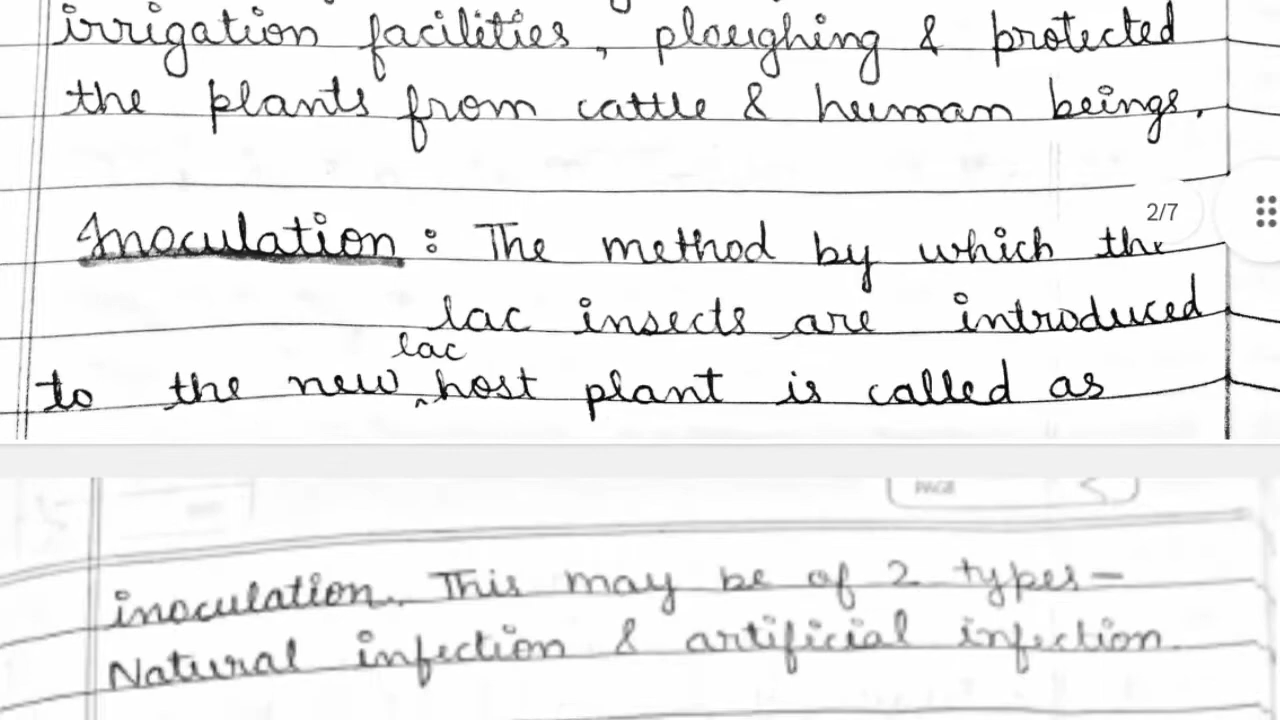 irrigation facilities, ploughing & protected
the plants from cattle & human beings.
2/7
Inoculation : The method by which the
lac insects are introduced
lac
to the new ^ host plant is called as
PAGE
inoculation. This may be of 2 types-
Natural infection & artificial infection.